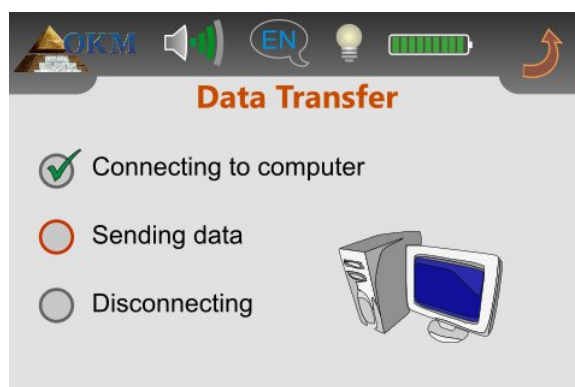 OKM
EN
Data Transfer
Connecting to computer
Sending data
Disconnecting